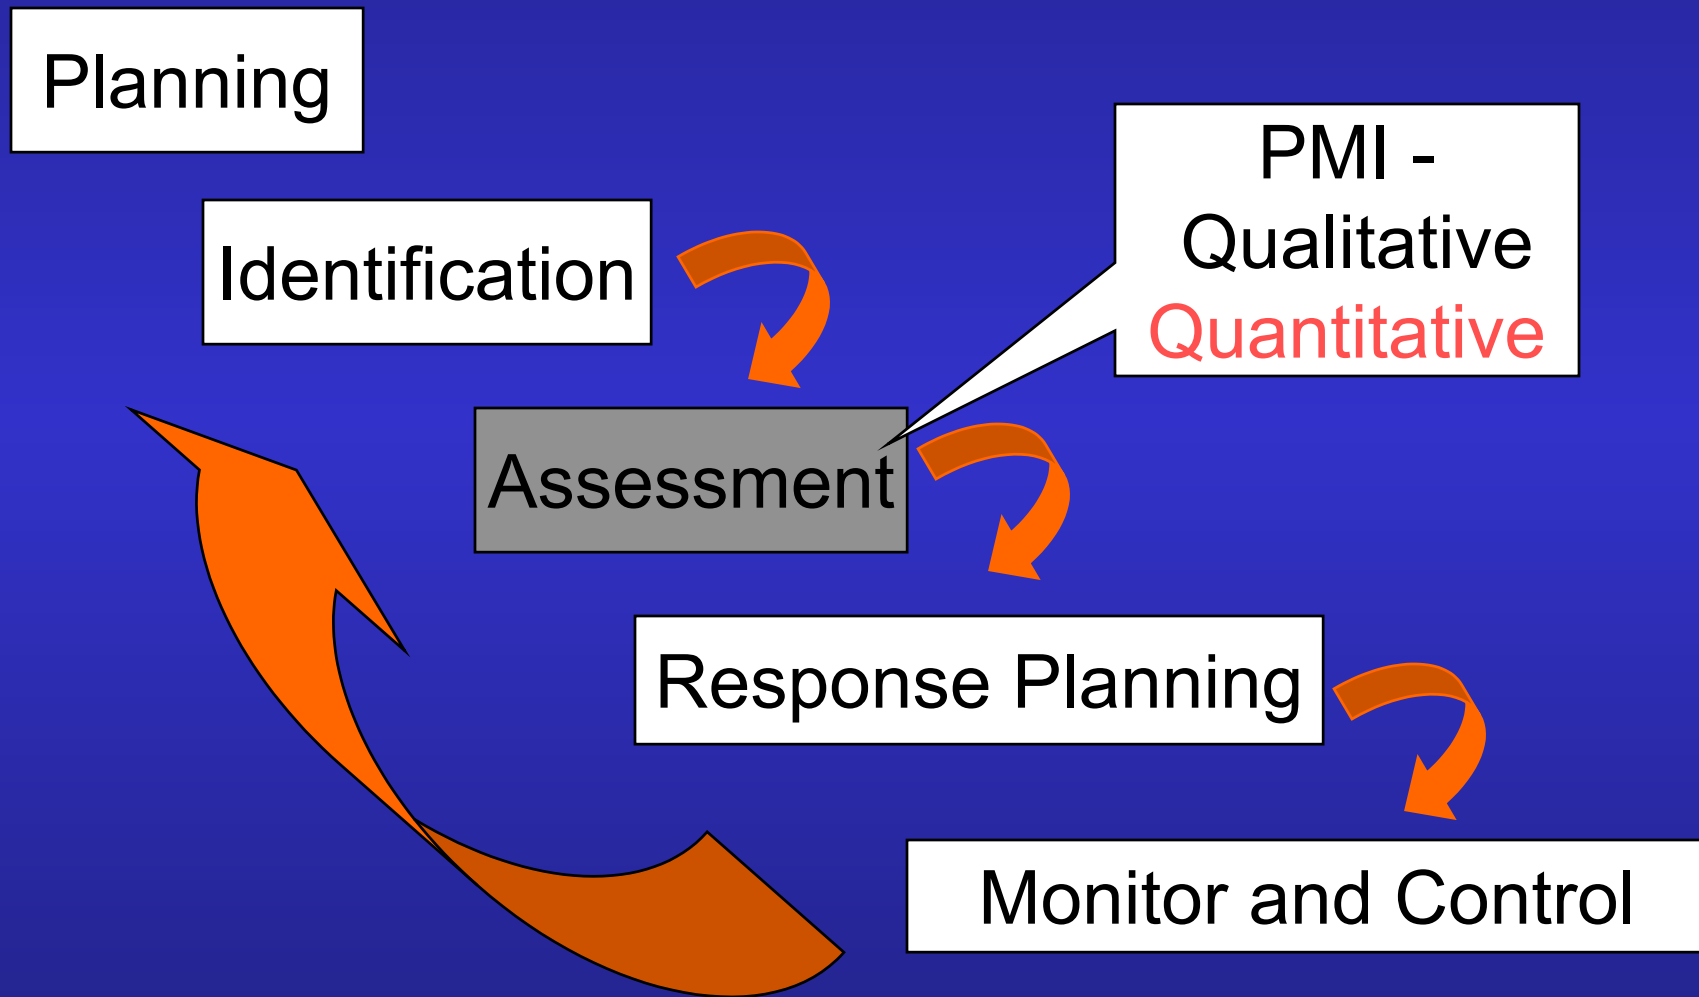 Planning
PMI -
Qualitative
Quantitative
Identification
Assessment
Response Planning
Monitor and Control